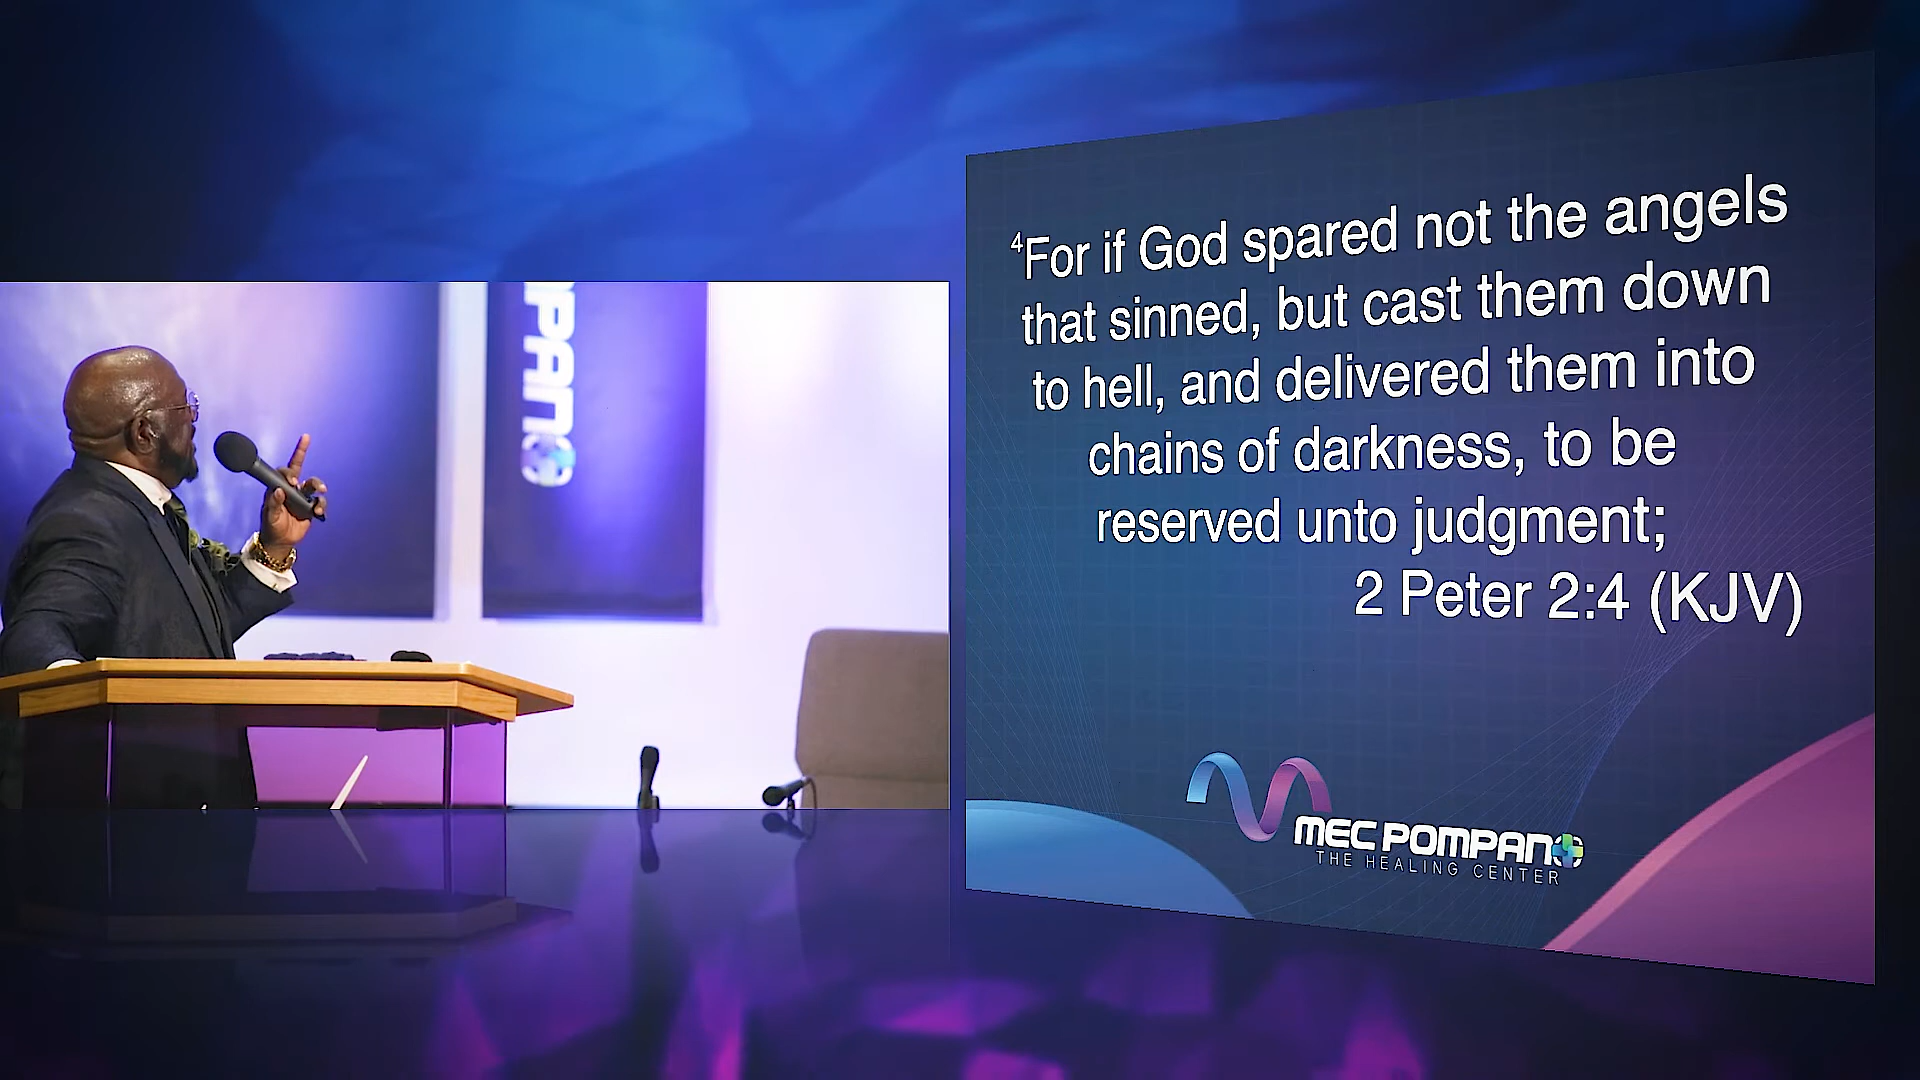 PANO
⁴For if God spared not the angels
that sinned, but cast them down
to hell, and delivered them into
chains of darkness, to be
reserved unto judgment;
2 Peter 2:4 (KJV)
MEC POMPANO
THE HEALING CENTER